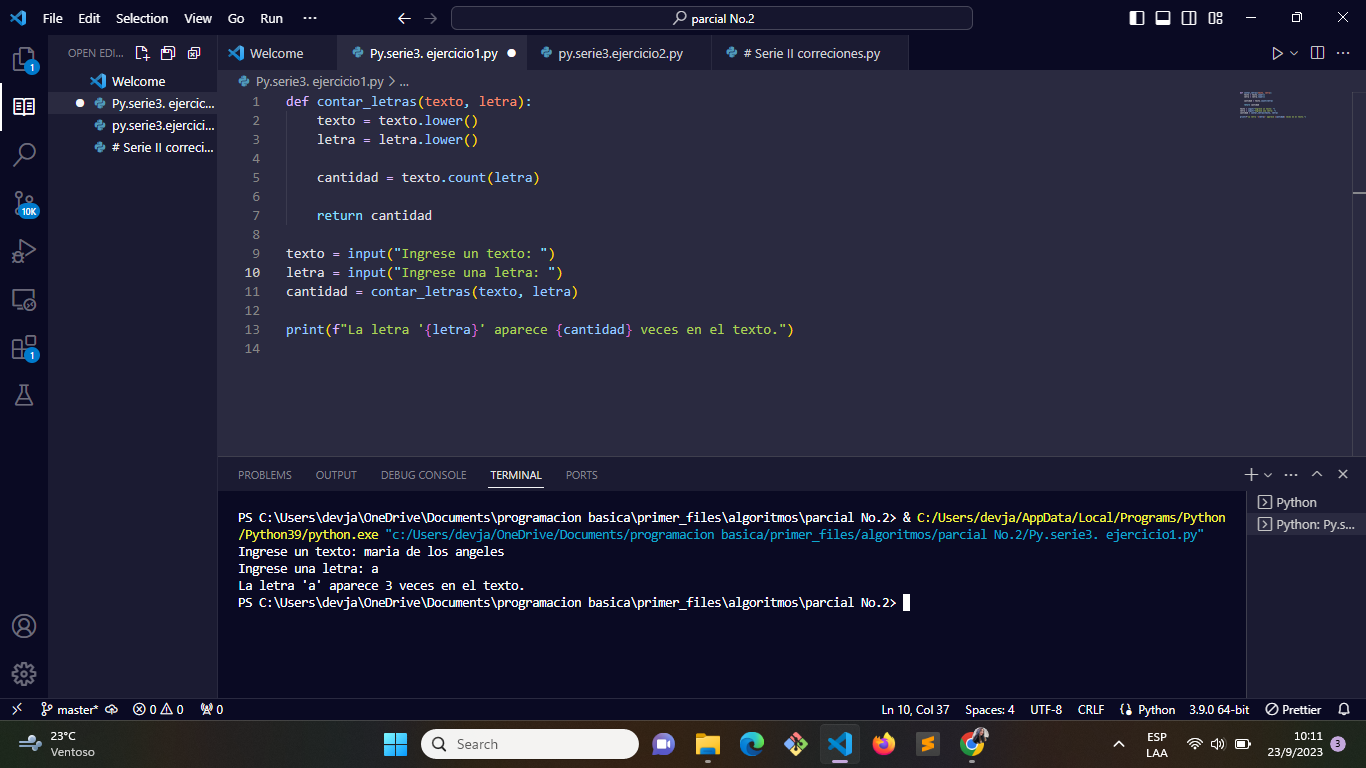 File Edit Selection View Go Run ··· parcial No.2
OPEN EDI...
1
Welcome
Py.serie3. ejercic...
py.serie3.ejercici...
# Serie II correci...
10K
1
Welcome Py.serie3. ejercicio1.py py.serie3.ejercicio2.py # Serie II correciones.py
Py.serie3. ejercicio1.py > ...
1 def contar_letras(texto, letra):
2 texto = texto.lower()
3 letra = letra.lower()
4
5 cantidad = texto.count(letra)
6
7 return cantidad
8
9 texto = input("Ingrese un texto: ")
10 letra = input("Ingrese una letra: ")
11 cantidad = contar_letras(texto, letra)
12
13 print(f"La letra '{letra}' aparece {cantidad} veces en el texto.")
14
PROBLEMS OUTPUT DEBUG CONSOLE TERMINAL PORTS
PS C:\Users\devja\OneDrive\Documents\programacion basica\primer_files\algoritmos\parcial No.2> & C:/Users/devja/AppData/Local/Programs/Python
/Python39/python.exe "c:/Users/devja/OneDrive/Documents/programacion basica/primer_files/algoritmos/parcial No.2/Py.serie3. ejercicio1.py"
Ingrese un texto: maria de los angeles
Ingrese una letra: a
La letra 'a' aparece 3 veces en el texto.
PS C:\Users\devja\OneDrive\Documents\programacion basica\primer_files\algoritmos\parcial No.2>
Python
Python: Py.s...
master* 0 0 0 Ln 10, Col 37 Spaces: 4 UTF-8 CRLF Python 3.9.0 64-bit Prettier
23°C
Ventoso
Search
ESP
LAA
10:11
23/9/2023
3